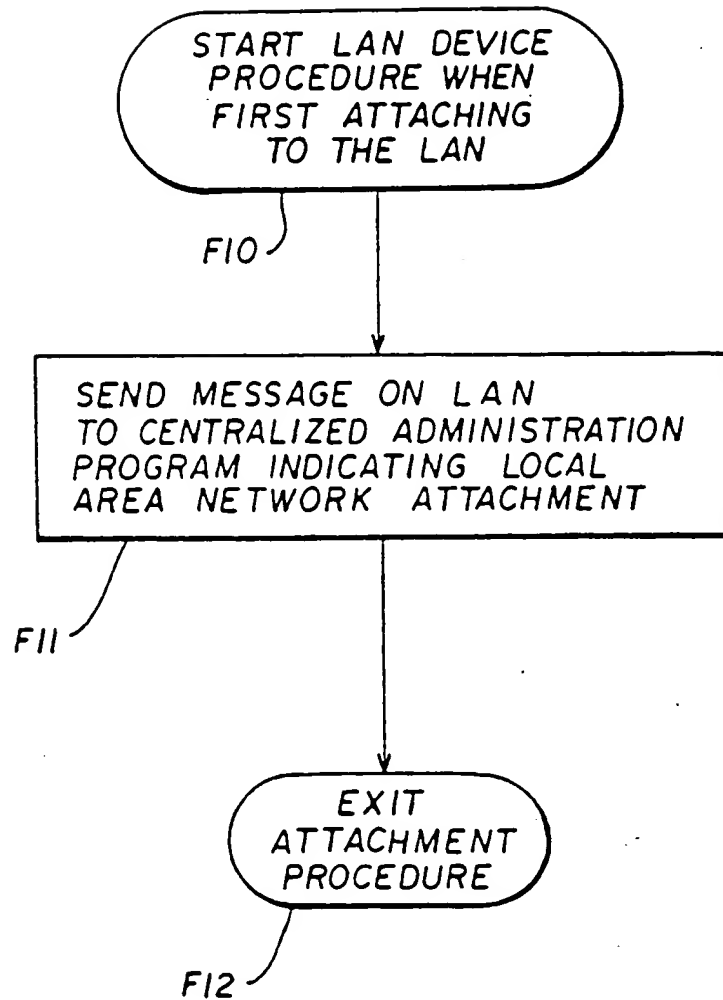 START LAN DEVICE
PROCEDURE WHEN
FIRST ATTACHING
TO THE LAN
F10
SEND MESSAGE ON LAN
TO CENTRALIZED ADMINISTRATION
PROGRAM INDICATING LOCAL
AREA NETWORK ATTACHMENT
F11
EXIT
ATTACHMENT
PROCEDURE
F12